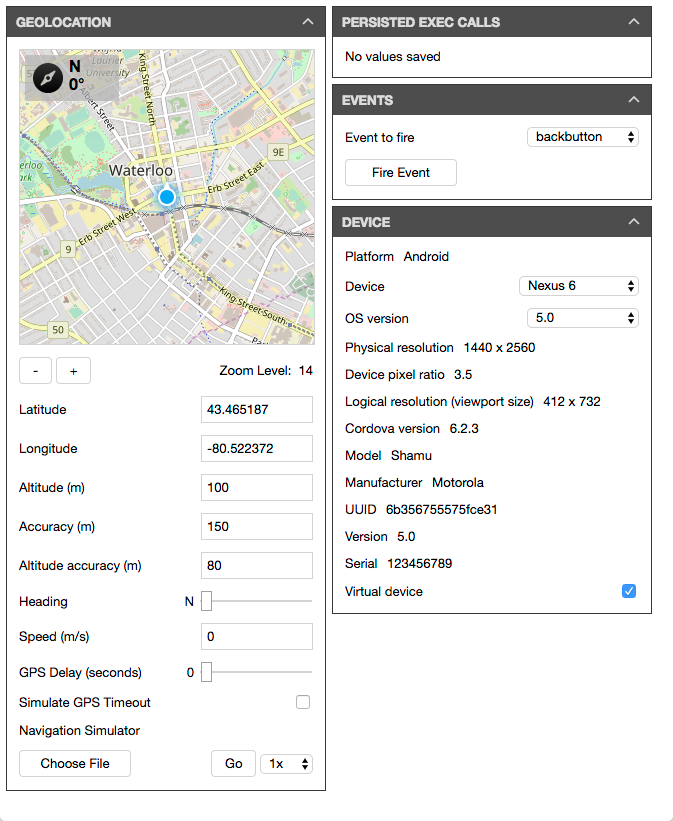 GEOLOCATION
N
0°
Laurier
University
King Street North
Albert Street
9E
Waterloo
Erb Street East
Erb Street West
9
King Street South
50
- +
Zoom Level: 14
Latitude 43.465187
Longitude -80.522372
Altitude (m) 100
Accuracy (m) 150
Altitude accuracy (m) 80
Heading N
Speed (m/s) 0
GPS Delay (seconds) 0
Simulate GPS Timeout
Navigation Simulator
Choose File Go 1x
PERSISTED EXEC CALLS
No values saved
EVENTS
Event to fire backbutton
Fire Event
DEVICE
Platform Android
Device Nexus 6
OS version 5.0
Physical resolution 1440 x 2560
Device pixel ratio 3.5
Logical resolution (viewport size) 412 x 732
Cordova version 6.2.3
Model Shamu
Manufacturer Motorola
UUID 6b356755575fce31
Version 5.0
Serial 123456789
Virtual device